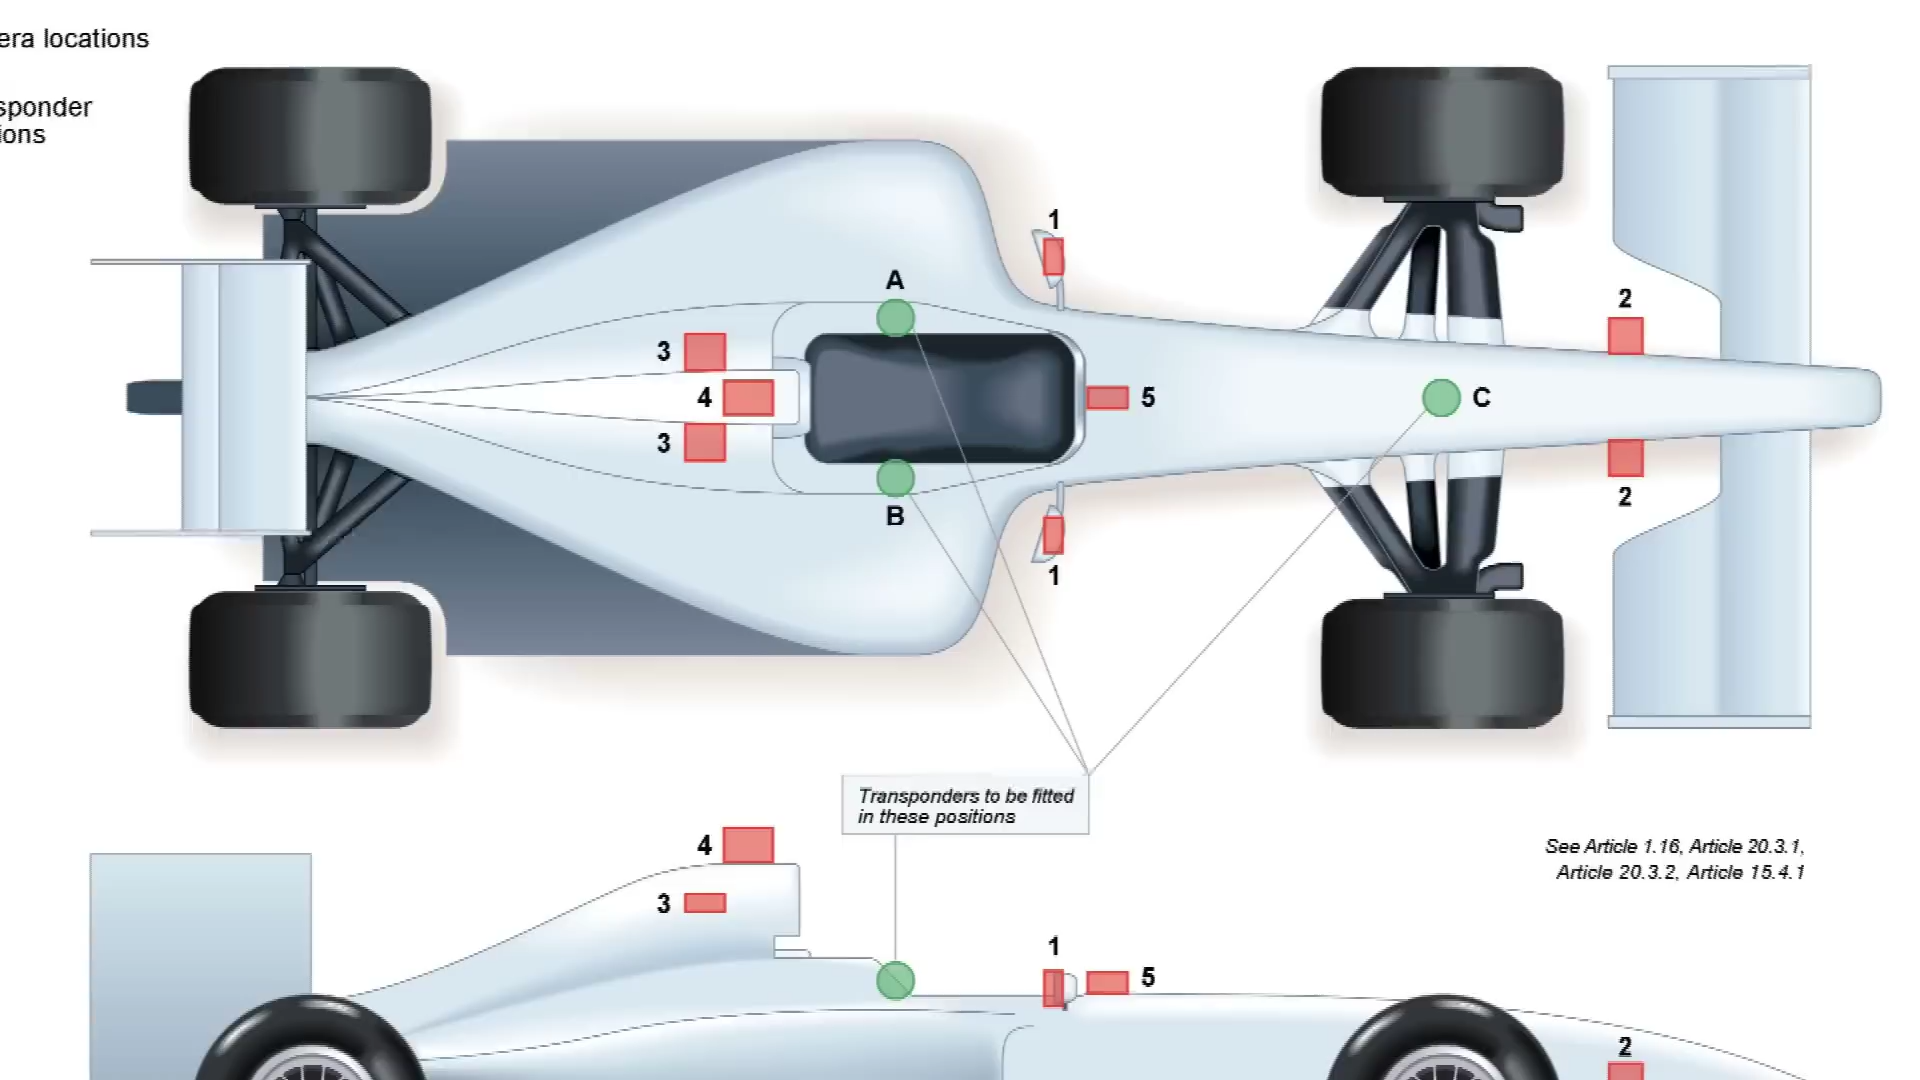 era locations
sponder
ions
1
A
2
3
4
5
C
3
2
B
1
Transponders to be fitted
in these positions
4
See Article 1.16, Article 20.3.1,
Article 20.3.2, Article 15.4.1
3
1
5
2